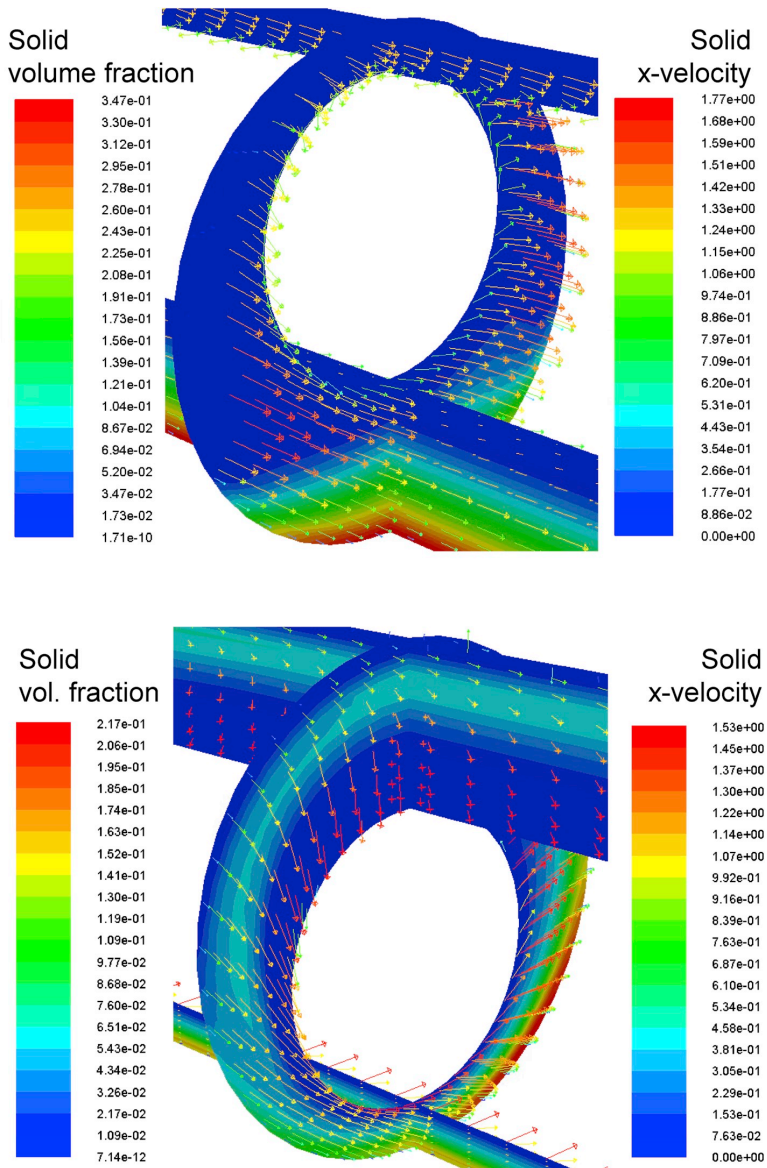 Solid
volume fraction
3.47e-01
3.30e-01
3.12e-01
2.95e-01
2.78e-01
2.60e-01
2.43e-01
2.25e-01
2.08e-01
1.91e-01
1.73e-01
1.56e-01
1.39e-01
1.21e-01
1.04e-01
8.67e-02
6.94e-02
5.20e-02
3.47e-02
1.73e-02
1.71e-10
Solid
x-velocity
1.77e+00
1.68e+00
1.59e+00
1.51e+00
1.42e+00
1.33e+00
1.24e+00
1.15e+00
1.06e+00
9.74e-01
8.86e-01
7.97e-01
7.09e-01
6.20e-01
5.31e-01
4.43e-01
3.54e-01
2.66e-01
1.77e-01
8.86e-02
0.00e+00
Solid
vol. fraction
2.17e-01
2.06e-01
1.95e-01
1.85e-01
1.74e-01
1.63e-01
1.52e-01
1.41e-01
1.30e-01
1.19e-01
1.09e-01
9.77e-02
8.68e-02
7.60e-02
6.51e-02
5.43e-02
4.34e-02
3.26e-02
2.17e-02
1.09e-02
7.14e-12
Solid
x-velocity
1.53e+00
1.45e+00
1.37e+00
1.30e+00
1.22e+00
1.14e+00
1.07e+00
9.92e-01
9.16e-01
8.39e-01
7.63e-01
6.87e-01
6.10e-01
5.34e-01
4.58e-01
3.81e-01
3.05e-01
2.29e-01
1.53e-01
7.63e-02
0.00e+00